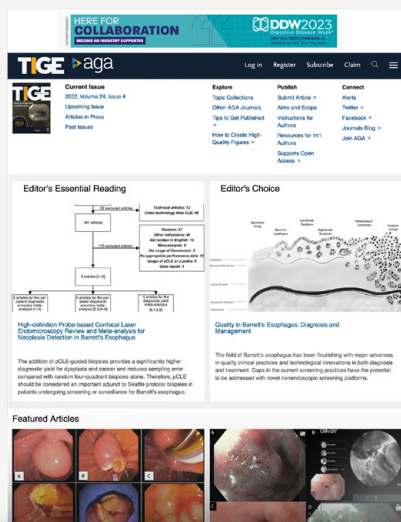 ADVERTISEMENT
HERE FOR
COLLABORATION
BECOME AN INDUSTRY SUPPORTER
DDW2023
Digestive Disease Week®
TIGE aga
Log in Register Subscribe Claim
TIGE
Current Issue
2022, Volume 24, Issue 4
Upcoming Issue
Articles in Press
Past Issues
Explore
Topic Collections
Other AGA Journals
Tips to Get Published
How to Create High-
Quality Figures
Publish
Submit Article
Aims and Scope
Instructions for
Authors
Resources for Int'l
Authors
Supports Open
Access
Connect
Alerts
Twitter
Facebook
Journals Blog
Join AGA
Editor's Essential Reading
Technical articles: 12
excluded articles
High-definition Probe-based Confocal Laser
Endomicroscopy Review and Meta-analysis for
Neoplasia Detection in Barrett's Esophagus
The addition of pCLE-guided biopsies provides a significantly higher
diagnostic yield for dysplasia and cancer and reduces sampling error
compared with random four-quadrant biopsies alone. Therefore, pCLE
should be considered an important adjunct to Seattle protocol biopsies in
patients undergoing screening or surveillance for Barrett's esophagus.
Editor's Choice
Quality in Barrett's Esophagus: Diagnosis and
Management
The field of Barrett's esophagus has been flourishing with major advances
in quality clinical practices and technological innovations in both diagnosis
and treatment. Gaps in the current screening practices have the potential
to be addressed with novel nonendoscopic screening platforms.
Featured Articles
A
B
C
A
B
C
D